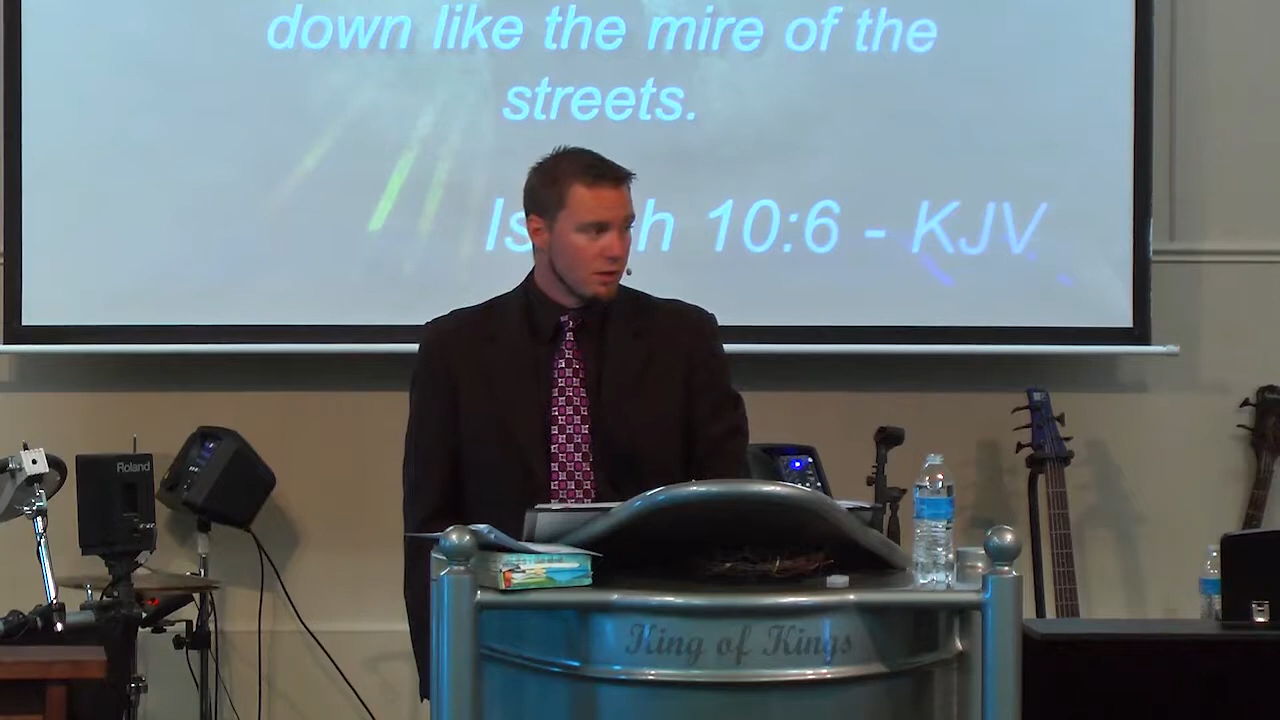 down like the mire of the
streets.
h 10:6 - KJV
Roland
King of Kings